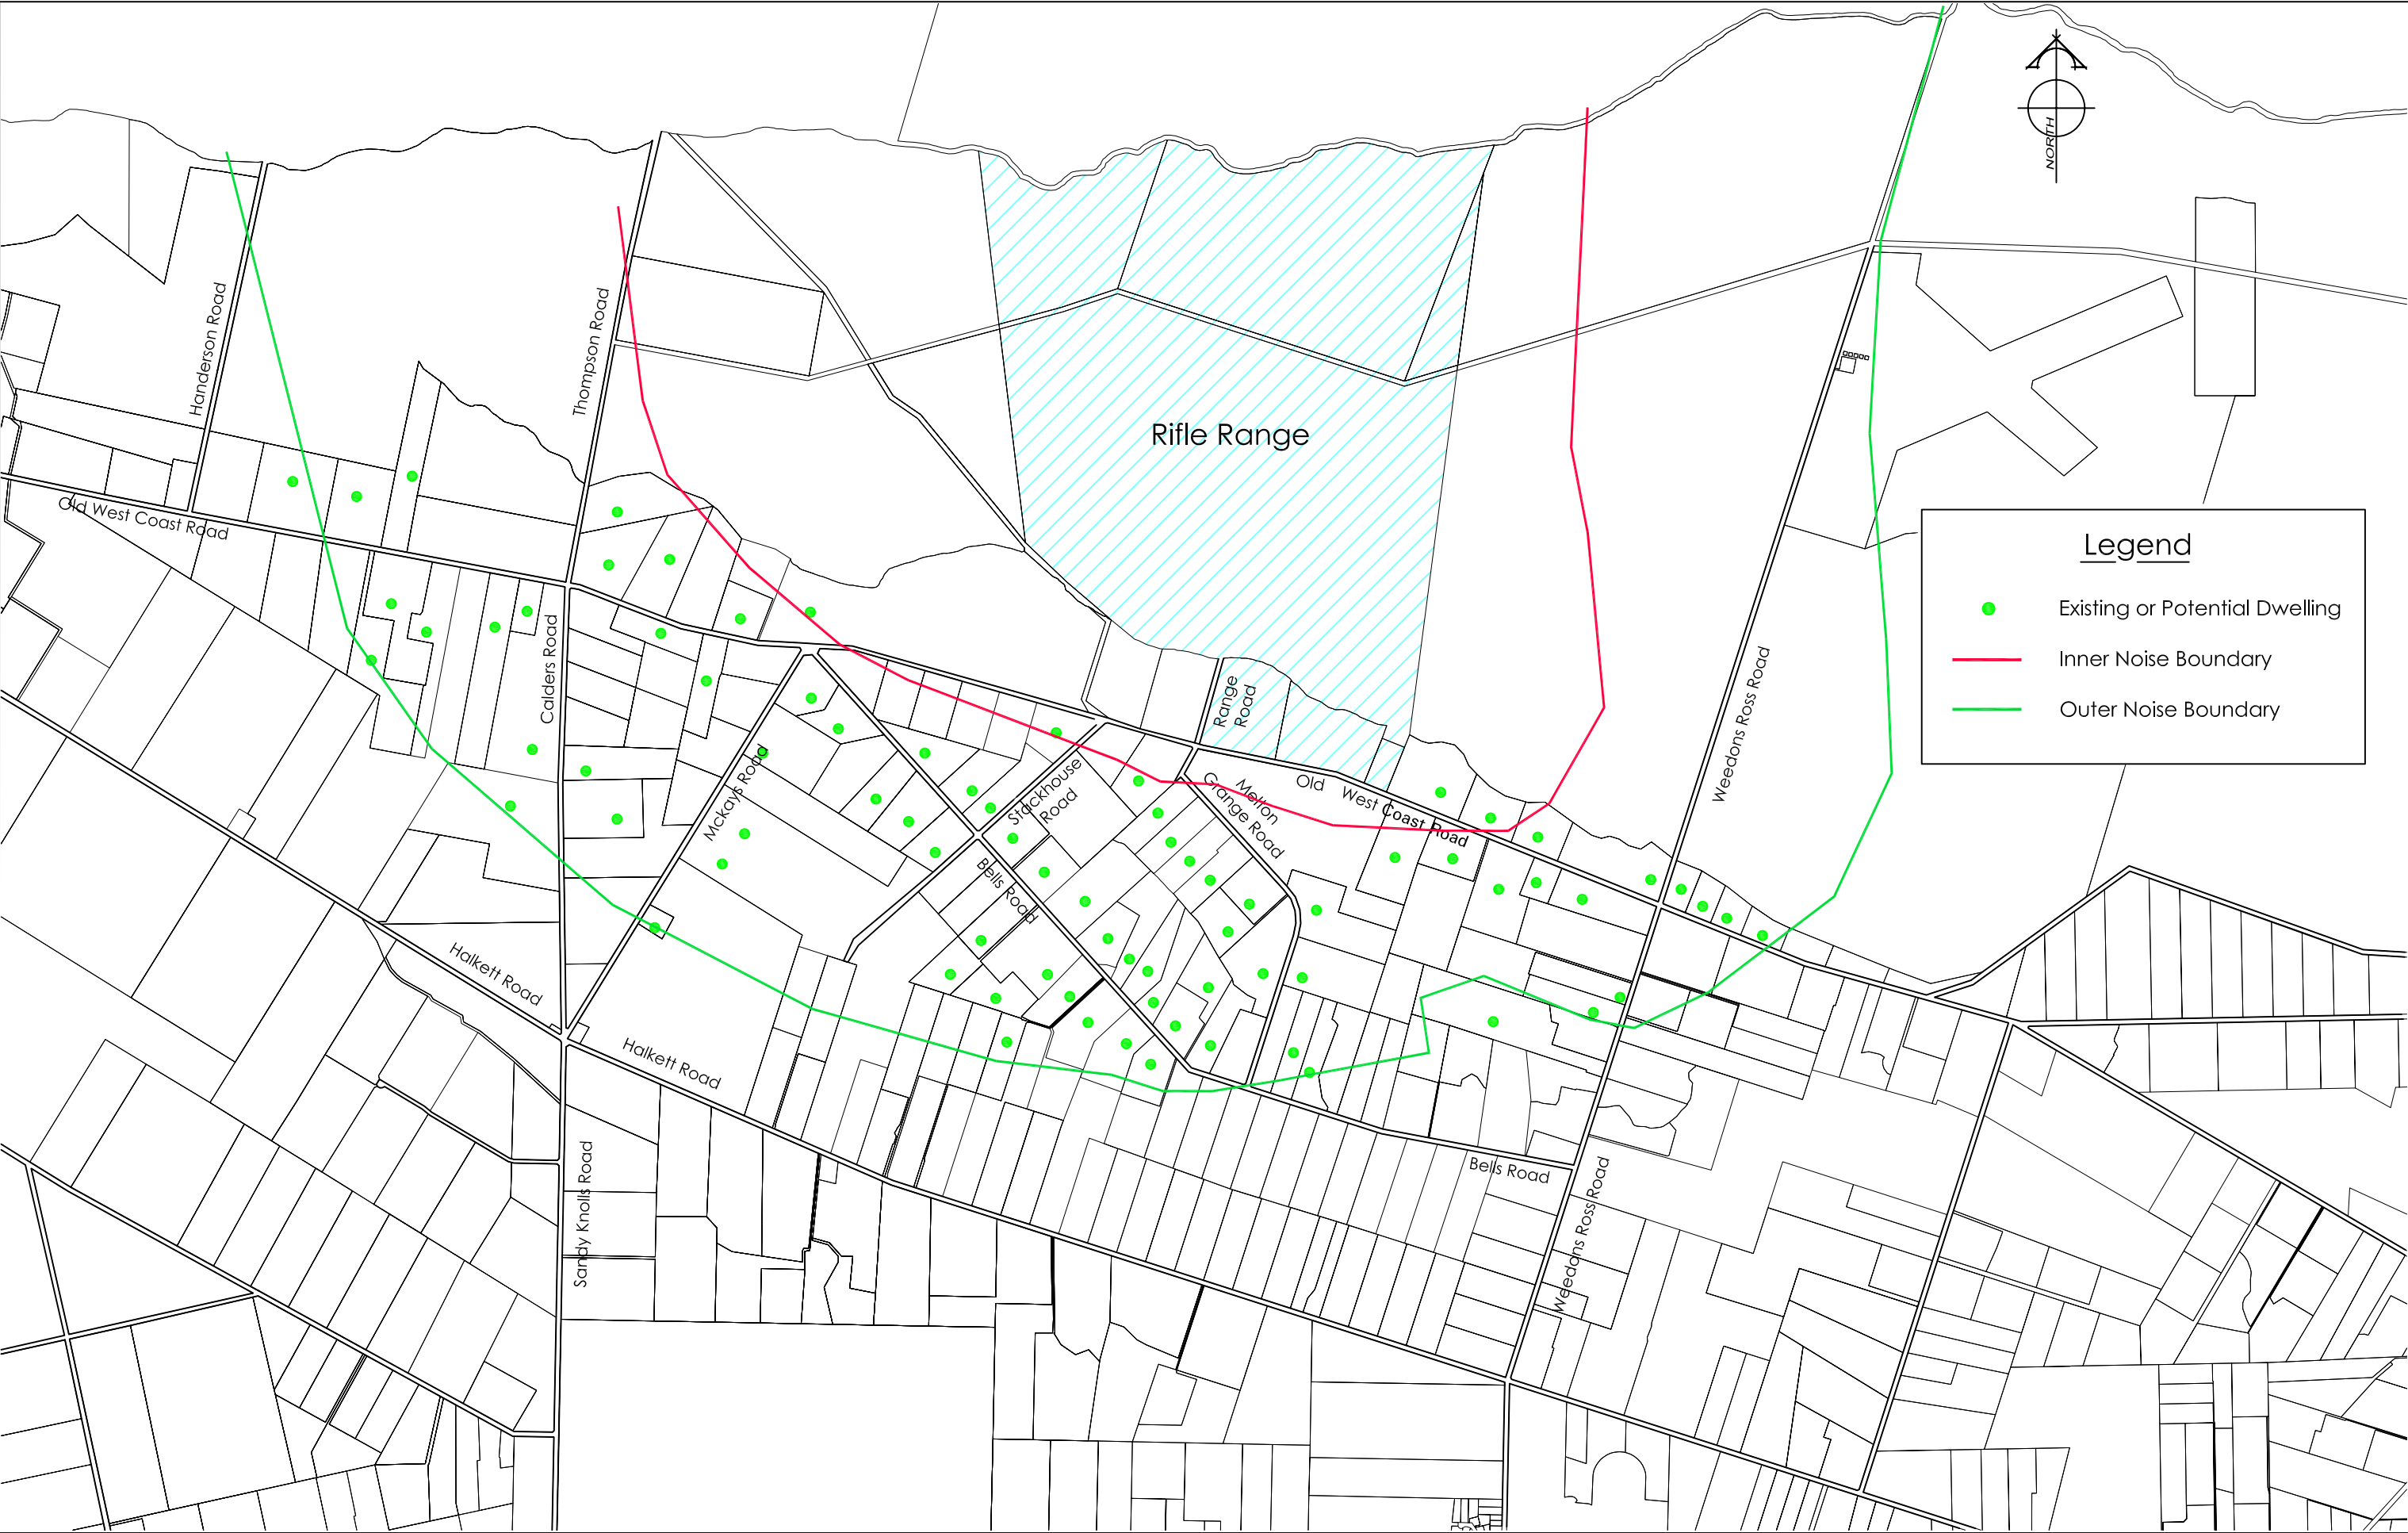 NORTH
Handerson Road
Thompson Road
Rifle Range
Old West Coast Road
Legend
Existing or Potential Dwelling
Inner Noise Boundary
Outer Noise Boundary
Calders Road
Range
Road
Weedons Ross Road
Mckays Road
Stackhouse
Road
Melton
Grange Road
Old West Coast Road
Bells Road
Halkett Road
Halkett Road
Sandy Knolls Road
Bells Road
Weedons Ross Road